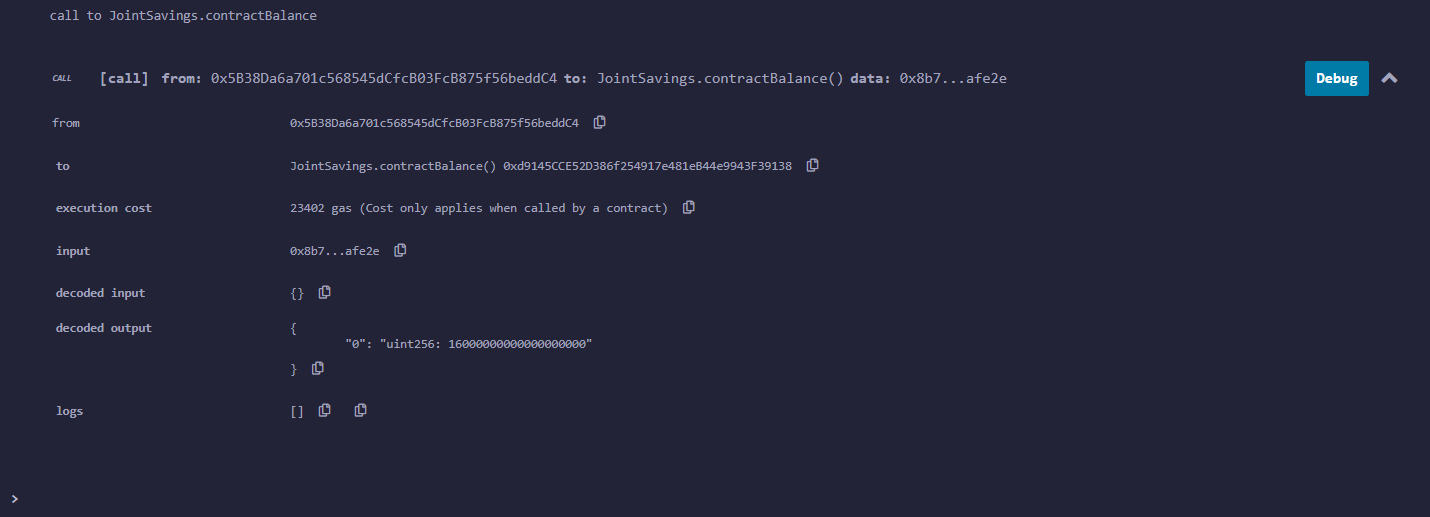 call to JointSavings.contractBalance
CALL [call] from: 0x5B38Da6a701c568545dCfcB03FcB875f56beddC4 to: JointSavings.contractBalance() data: 0x8b7...afe2e Debug
from 0x5B38Da6a701c568545dCfcB03FcB875f56beddC4
to JointSavings.contractBalance() 0xd9145CCE52D386f254917e481eB44e9943F39138
execution cost 23402 gas (Cost only applies when called by a contract)
input 0x8b7...afe2e
decoded input {}
decoded output {
"0": "uint256: 16000000000000000000"
}
logs []
>